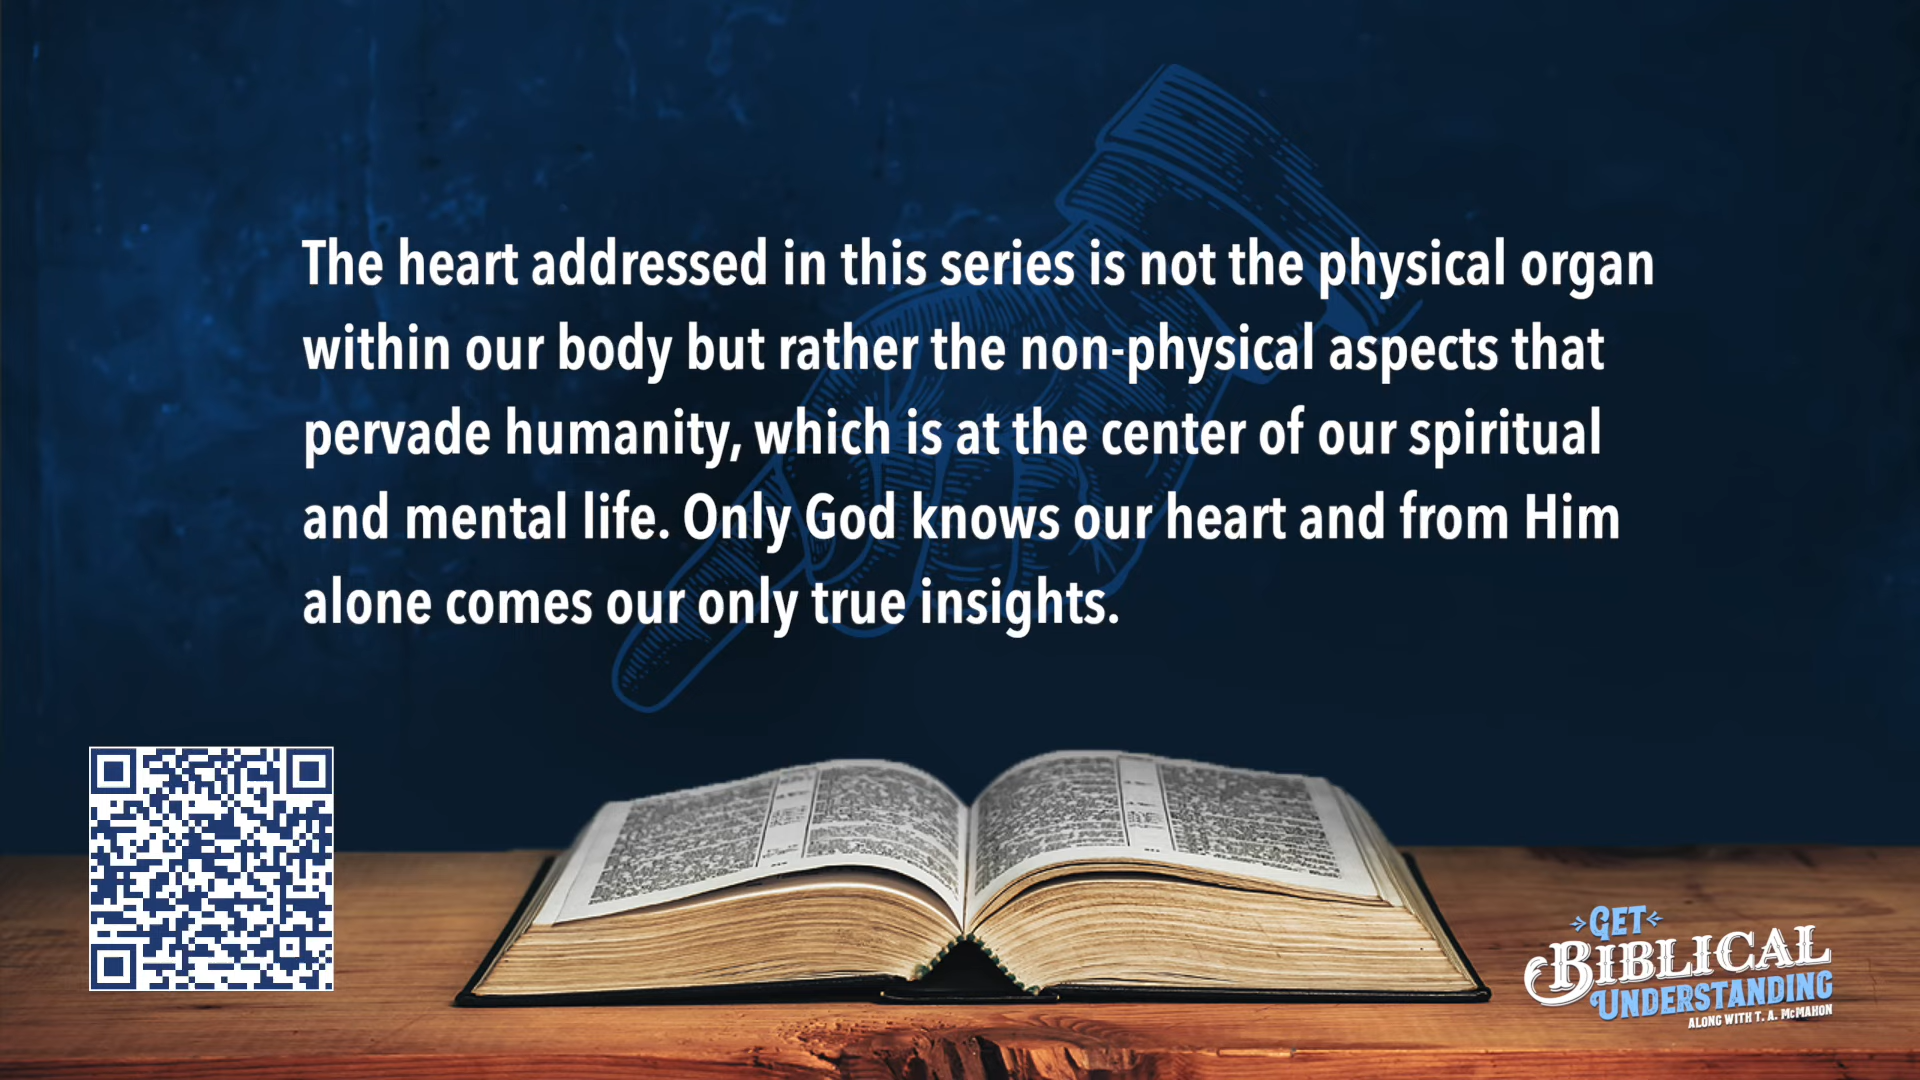 The heart addressed in this series is not the physical organ
within our body but rather the non-physical aspects that
pervade humanity, which is at the center of our spiritual
and mental life. Only God knows our heart and from Him
alone comes our only true insights.
GET
BIBLICAL
UNDERSTANDING
ALONG WITH T. A. McMAHON